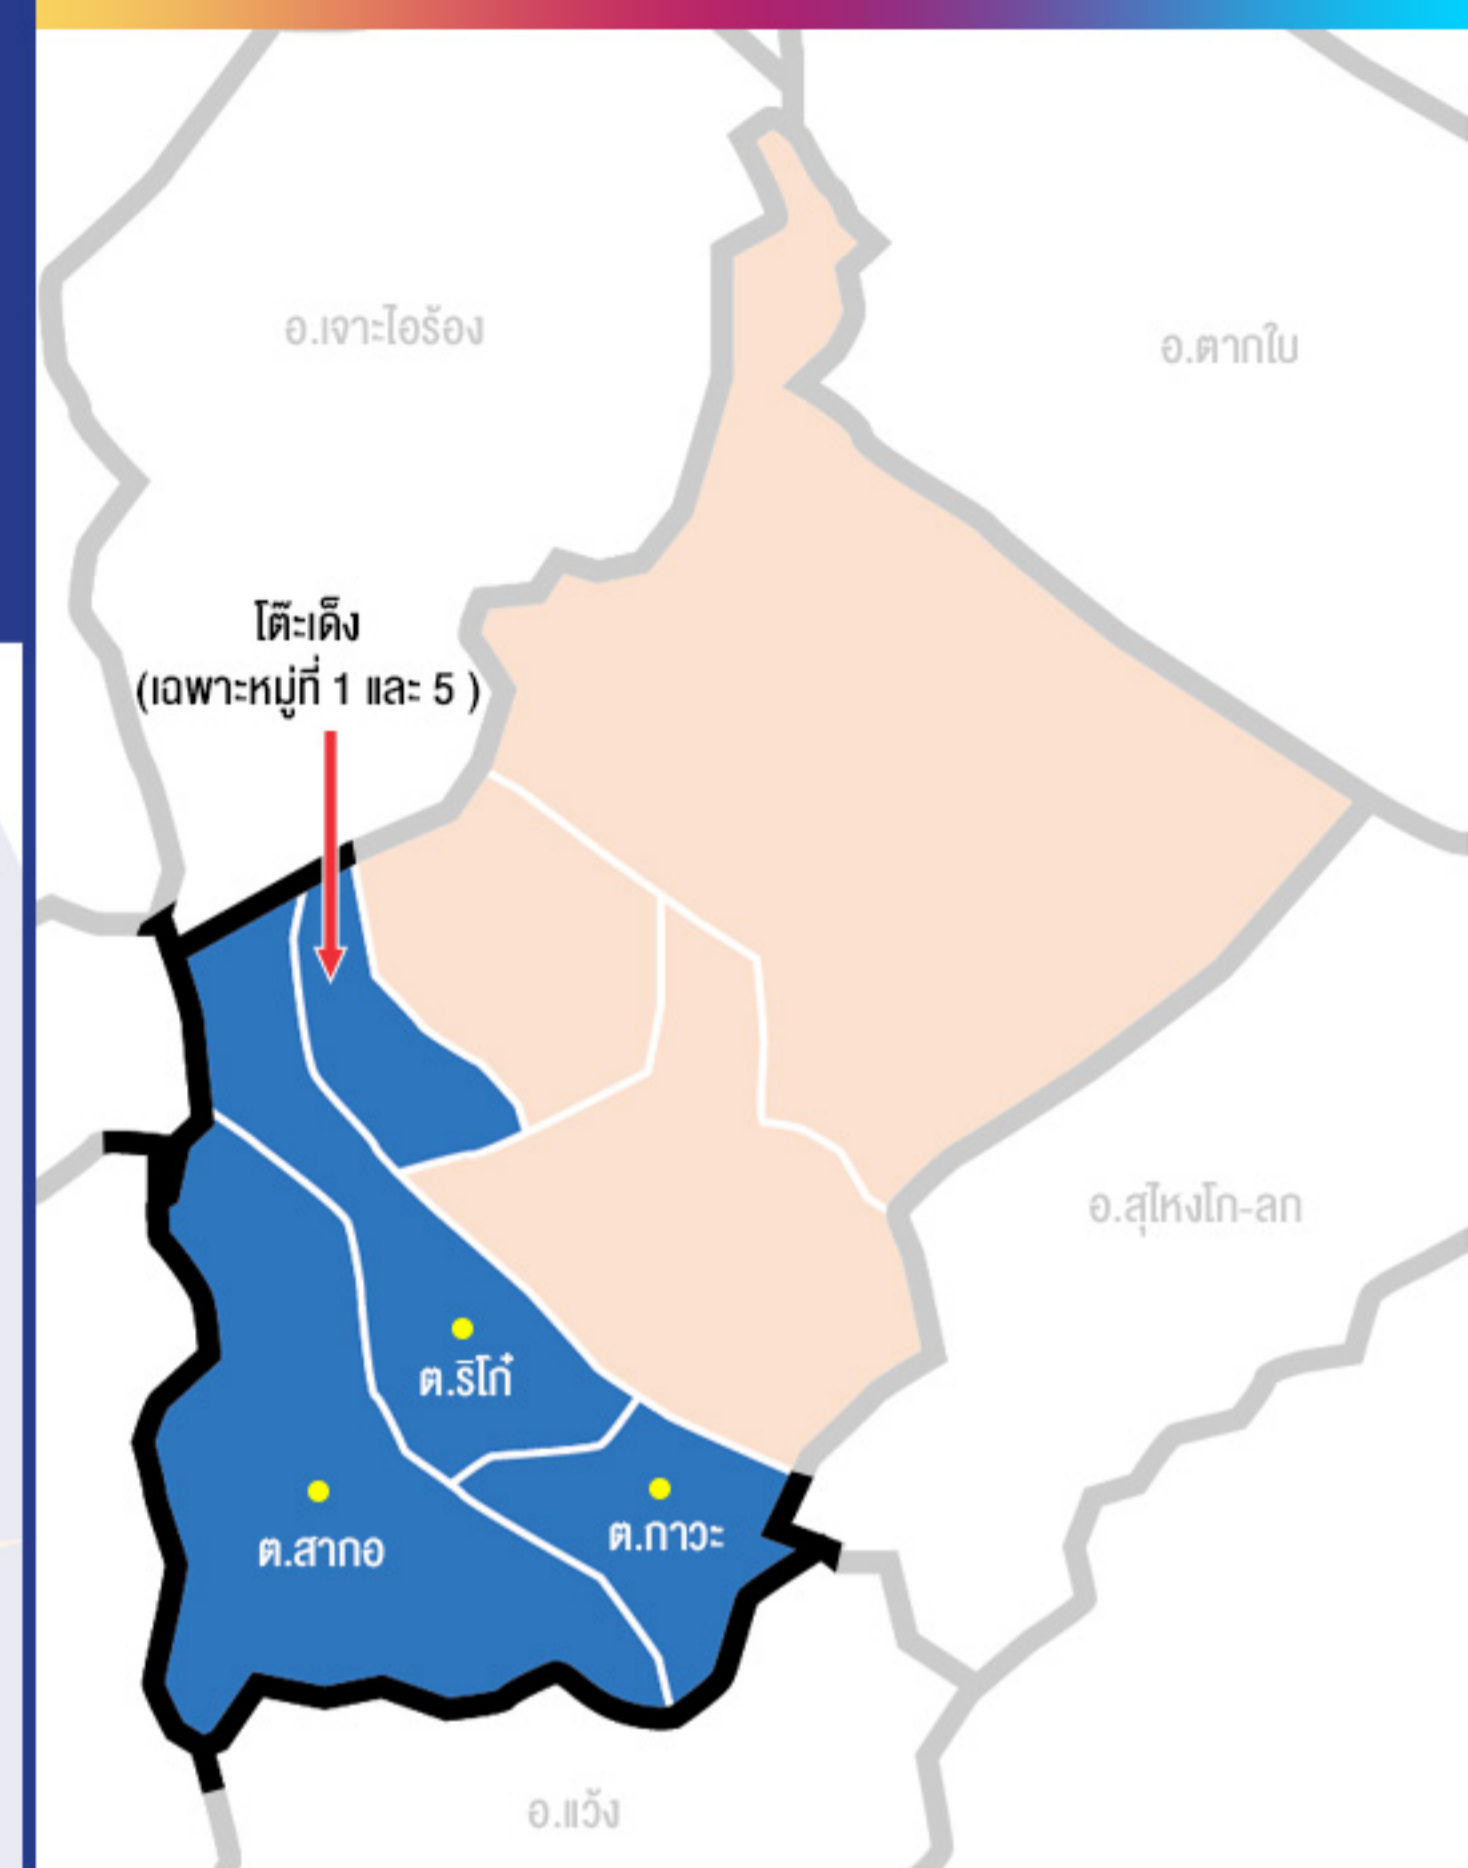 อ.เจาะไอร้อง
อ.ตากใบ
โต๊ะเด็ง
(เฉพาะหมู่ที่ 1 และ 5 )
อ.สุไหงโก-ลก
ต.ริโก๋
ต.สากอ
ต.กาวะ
อ.แว้ง